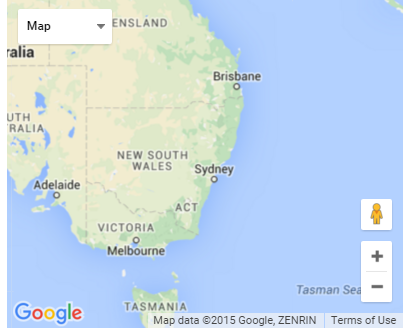 Map
ENSLAND
ralia
Brisbane
UTH
TRALIA
NEW SOUTH
WALES
Sydney
Adelaide
ACT
VICTORIA
Melbourne
+
Tasman Sea
−
Google
TASMANIA
Map data ©2015 Google, ZENRIN
Terms of Use